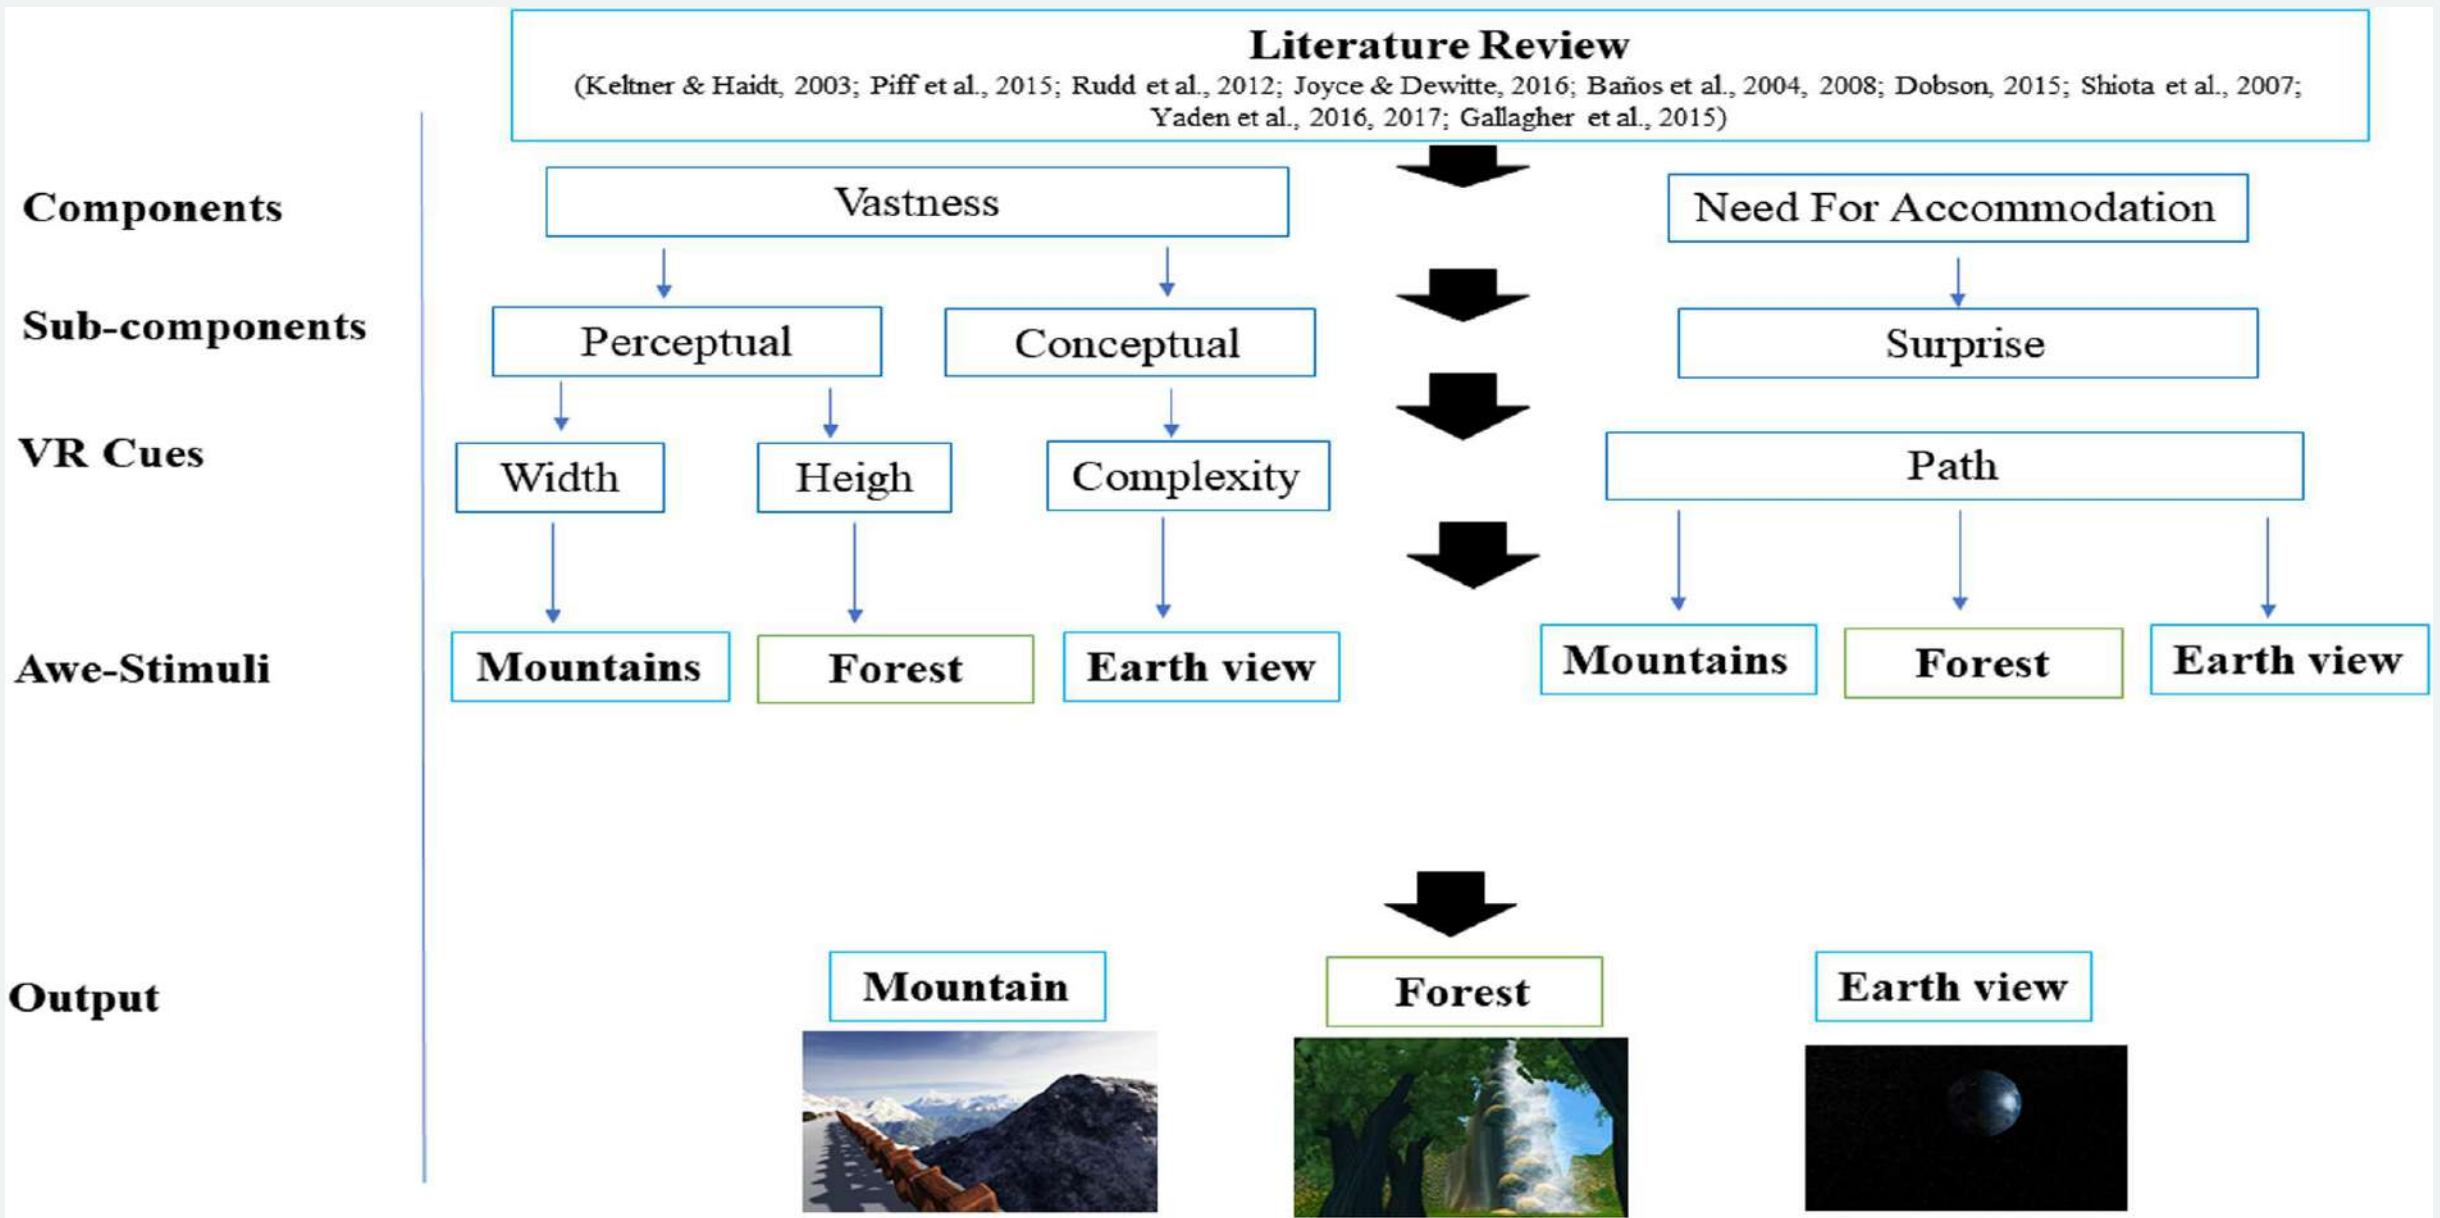 Literature Review
(Keltner & Haidt, 2003; Piff et al., 2015; Rudd et al., 2012; Joyce & Dewitte, 2016; Baños et al., 2004, 2008; Dobson, 2015; Shiota et al., 2007;
Yaden et al., 2016, 2017; Gallagher et al., 2015)
Components
Vastness
Need For Accommodation
Sub-components
Perceptual
Conceptual
Surprise
VR Cues
Width
Heigh
Complexity
Path
Awe-Stimuli
Mountains
Forest
Earth view
Mountains
Forest
Earth view
Output
Mountain
Forest
Earth view